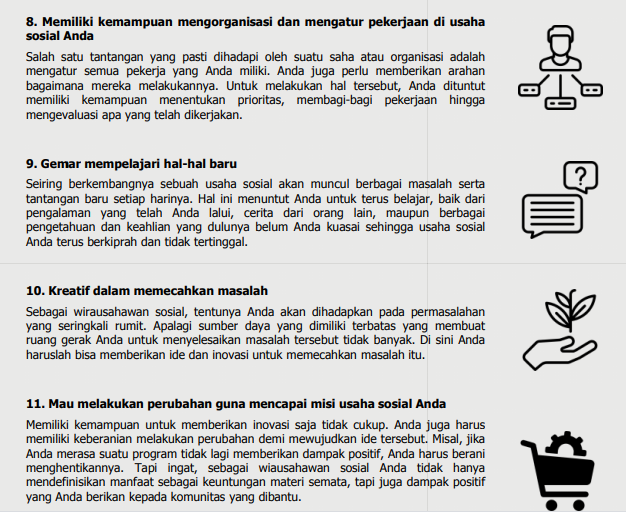 8. Memiliki kemampuan mengorganisasi dan mengatur pekerjaan di usaha
sosial Anda
Salah satu tantangan yang pasti dihadapi oleh suatu saha atau organisasi adalah
mengatur semua pekerja yang Anda miliki. Anda juga perlu memberikan arahan
bagaimana mereka melakukannya. Untuk melakukan hal tersebut, Anda dituntut
memiliki kemampuan menentukan prioritas, membagi-bagi pekerjaan hingga
mengevaluasi apa yang telah dikerjakan.
9. Gemar mempelajari hal-hal baru
Seiring berkembangnya sebuah usaha sosial akan muncul berbagai masalah serta
tantangan baru setiap harinya. Hal ini menuntut Anda untuk terus belajar, baik dari
pengalaman yang telah Anda lalui, cerita dari orang lain, maupun berbagai
pengetahuan dan keahlian yang dulunya belum Anda kuasai sehingga usaha sosial
Anda terus berkiprah dan tidak tertinggal.
?
10. Kreatif dalam memecahkan masalah
Sebagai wirausahawan sosial, tentunya Anda akan dihadapkan pada permasalahan
yang seringkali rumit. Apalagi sumber daya yang dimiliki terbatas yang membuat
ruang gerak Anda untuk menyelesaikan masalah tersebut tidak banyak. Di sini Anda
haruslah bisa memberikan ide dan inovasi untuk memecahkan masalah itu.
11. Mau melakukan perubahan guna mencapai misi usaha sosial Anda
Memiliki kemampuan untuk memberikan inovasi saja tidak cukup. Anda juga harus
memiliki keberanian melakukan perubahan demi mewujudkan ide tersebut. Misal, jika
Anda merasa suatu program tidak lagi memberikan dampak positif, Anda harus berani
menghentikannya. Tapi ingat, sebagai wiausahawan sosial Anda tidak hanya
mendefinisikan manfaat sebagai keuntungan materi semata, tapi juga dampak positif
yang Anda berikan kepada komunitas yang dibantu.